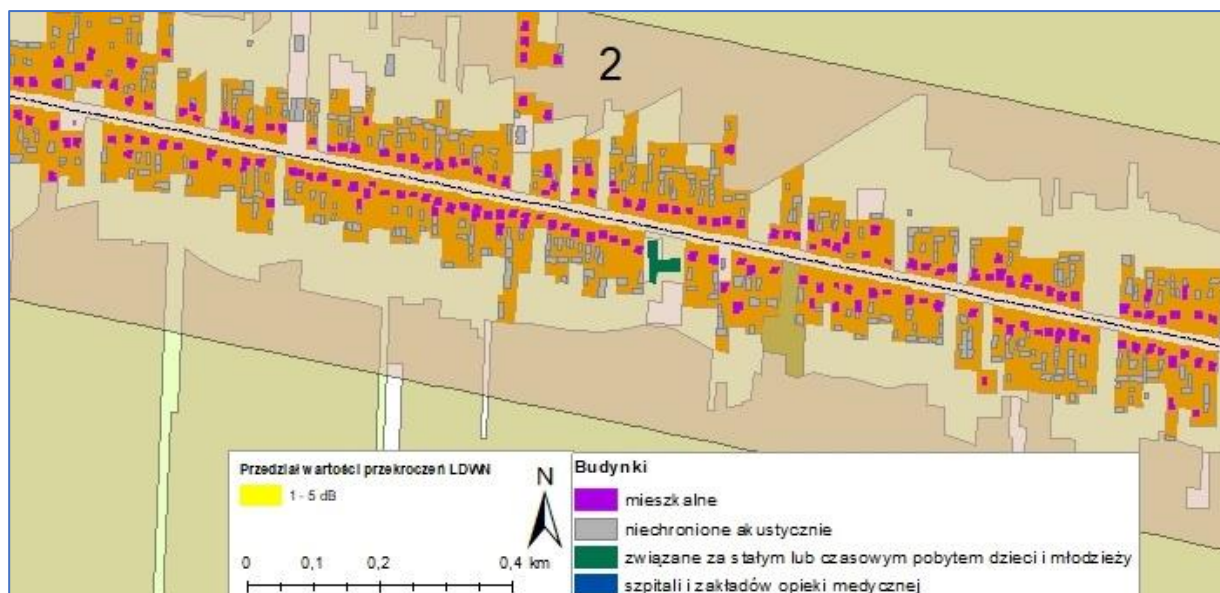 2
Przedział wartości przekroczeń LDWN
1 - 5 dB
N
0 0,1 0,2 0,4 km
Budynki
mieszkalne
niechronione akustycznie
związane za stałym lub czasowym pobytem dzieci i młodzieży
szpitali i zakładów opieki medycznej